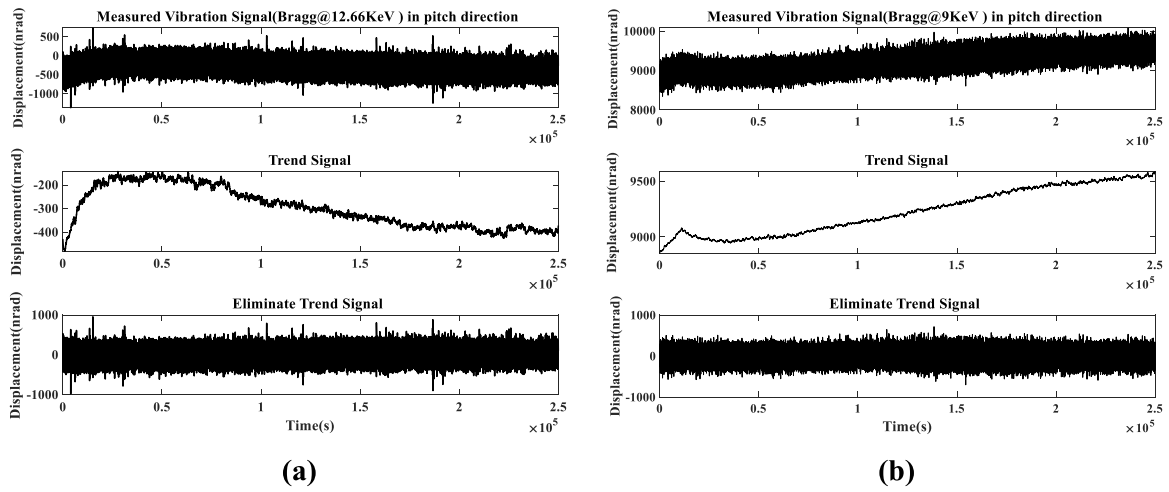 Measured Vibration Signal(Bragg@12.66KeV ) in pitch direction
Displacement(nrad)
500
0
-500
-1000
0 0.5 1 1.5 2 2.5
×10^5
Trend Signal
Displacement(nrad)
-200
-300
-400
0 0.5 1 1.5 2 2.5
×10^5
Eliminate Trend Signal
Displacement(nrad)
1000
0
-1000
0 0.5 1 1.5 2 2.5
×10^5
Time(s)
(a)
Measured Vibration Signal(Bragg@9KeV ) in pitch direction
Displacement(nrad)
10000
9000
8000
0 0.5 1 1.5 2 2.5
×10^5
Trend Signal
Displacement(nrad)
9500
9000
0 0.5 1 1.5 2 2.5
×10^5
Eliminate Trend Signal
Displacement(nrad)
1000
0
-1000
0 0.5 1 1.5 2 2.5
×10^5
Time(s)
(b)